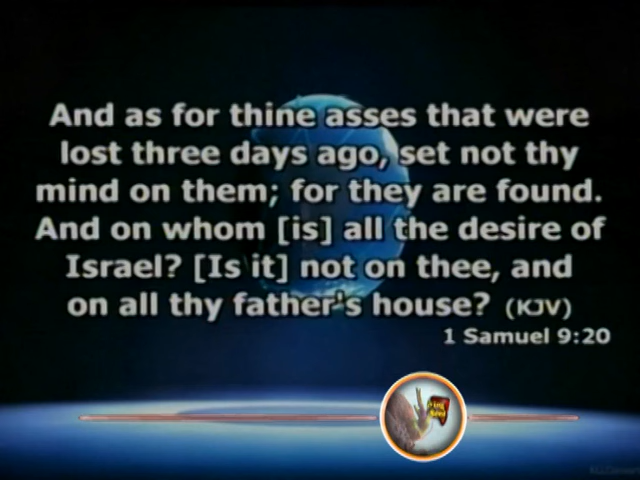 And as for thine asses that were
lost three days ago, set not thy
mind on them; for they are found.
And on whom [is] all the desire of
Israel? [Is it] not on thee, and
on all thy father's house? (KJV)
1 Samuel 9:20